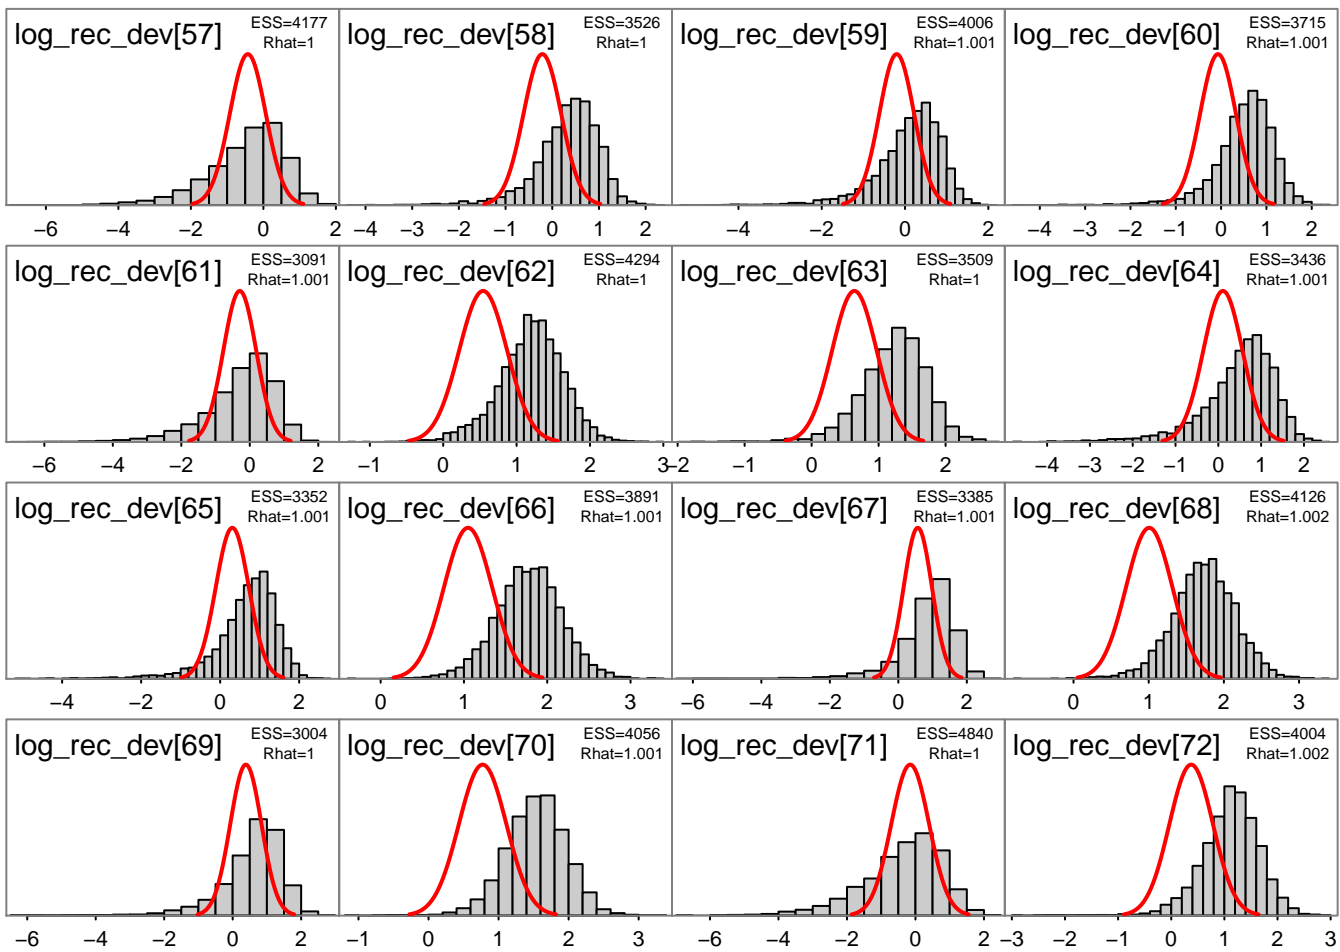 log_rec_dev[57] ESS=4177
Rhat=1
log_rec_dev[58] ESS=3526
Rhat=1
log_rec_dev[59] ESS=4006
Rhat=1.001
log_rec_dev[60] ESS=3715
Rhat=1.001
−6 −4 −2 0 2
−4 −3 −2 −1 0 1 2
−4 −2 0 2
−4 −3 −2 −1 0 1 2
log_rec_dev[61] ESS=3091
Rhat=1.001
log_rec_dev[62] ESS=4294
Rhat=1
log_rec_dev[63] ESS=3509
Rhat=1
log_rec_dev[64] ESS=3436
Rhat=1.001
−6 −4 −2 0 2
−1 0 1 2 3
−2 −1 0 1 2
−4 −3 −2 −1 0 1 2
log_rec_dev[65] ESS=3352
Rhat=1.001
log_rec_dev[66] ESS=3891
Rhat=1.001
log_rec_dev[67] ESS=3385
Rhat=1.001
log_rec_dev[68] ESS=4126
Rhat=1.002
−4 −2 0 2
0 1 2 3
−6 −4 −2 0 2
0 1 2 3
log_rec_dev[69] ESS=3004
Rhat=1
log_rec_dev[70] ESS=4056
Rhat=1.001
log_rec_dev[71] ESS=4840
Rhat=1
log_rec_dev[72] ESS=4004
Rhat=1.002
−6 −4 −2 0 2
−1 0 1 2 3
−6 −4 −2 0 2
−3 −2 −1 0 1 2 3